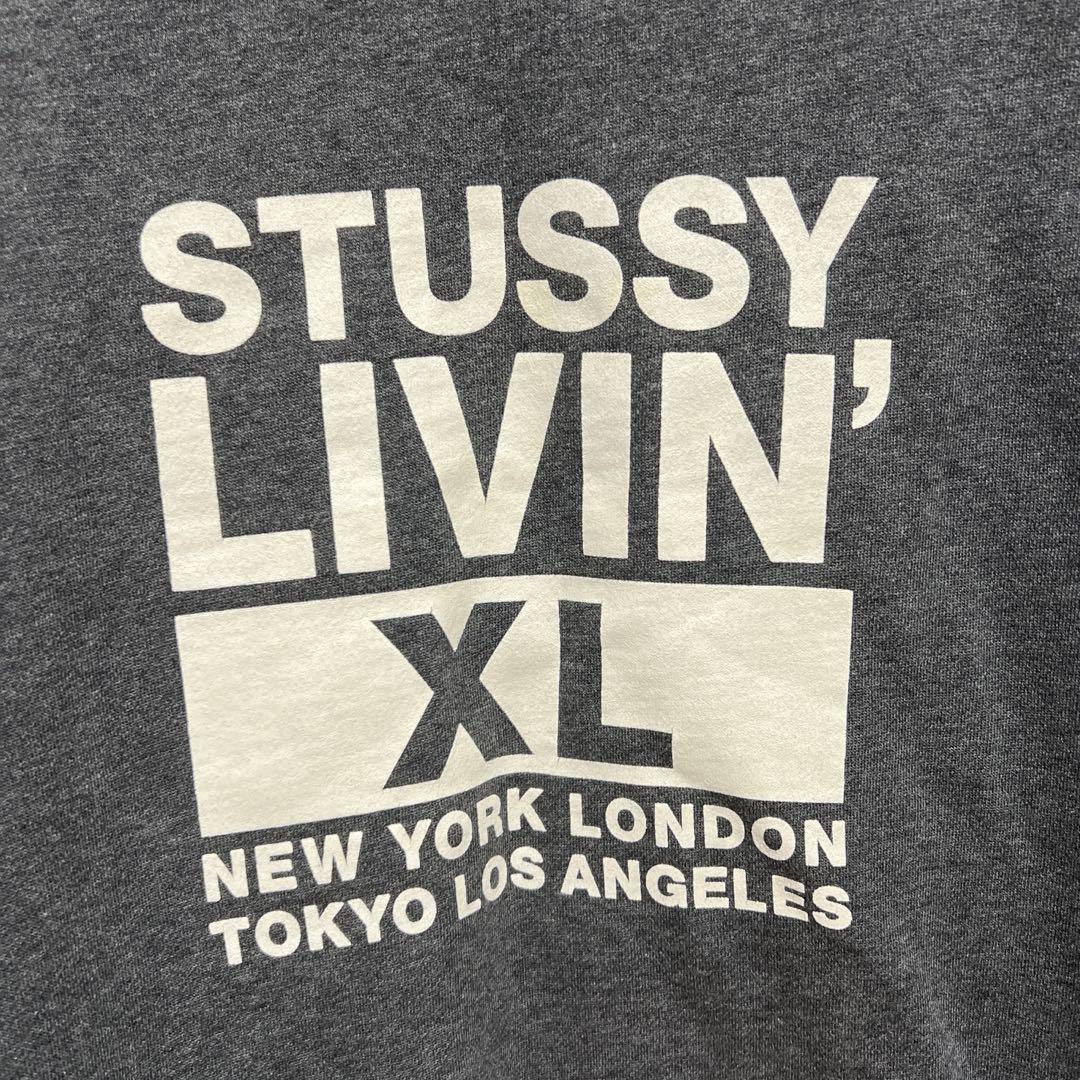 STUSSY
LIVIN'
XL
NEW YORK LONDON
TOKYO LOS ANGELES